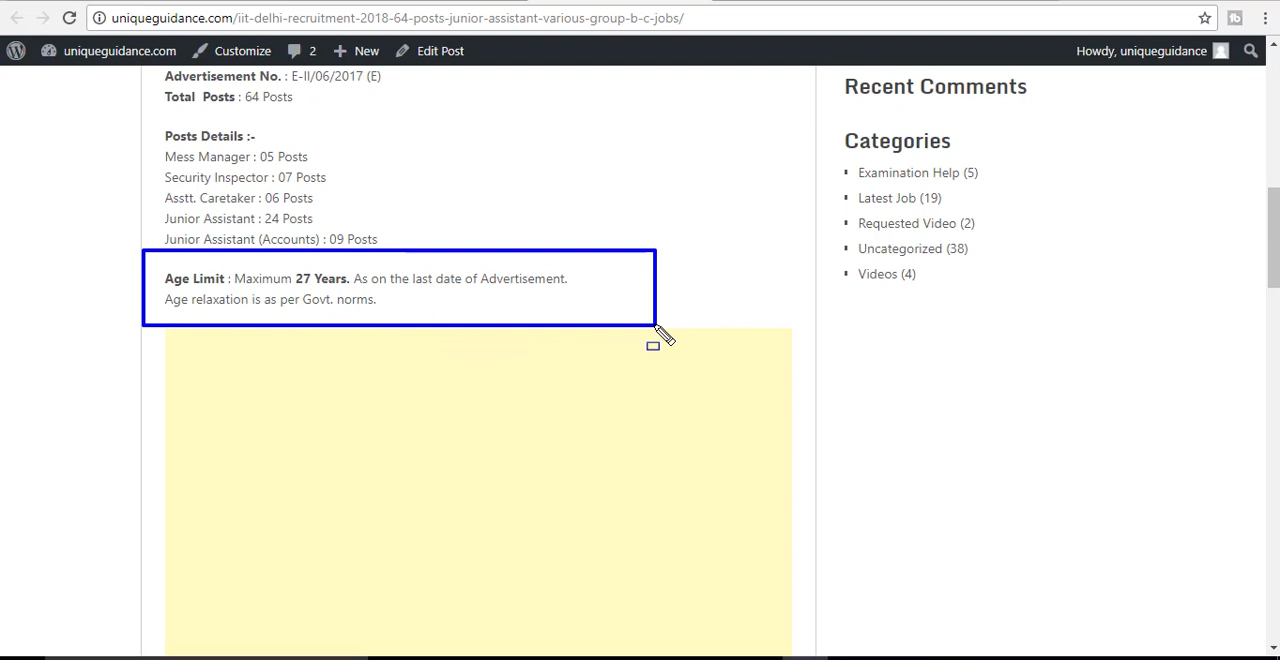 uniqueguidance.com/iit-delhi-recruitment-2018-64-posts-junior-assistant-various-group-b-c-jobs/
uniqueguidance.com Customize 2 New Edit Post Howdy, uniqueguidance
Advertisement No. : E-II/06/2017 (E)
Total Posts : 64 Posts
Posts Details :-
Mess Manager : 05 Posts
Security Inspector : 07 Posts
Asstt. Caretaker : 06 Posts
Junior Assistant : 24 Posts
Junior Assistant (Accounts) : 09 Posts
Age Limit : Maximum 27 Years. As on the last date of Advertisement.
Age relaxation is as per Govt. norms.
Recent Comments
Categories
Examination Help (5)
Latest Job (19)
Requested Video (2)
Uncategorized (38)
Videos (4)